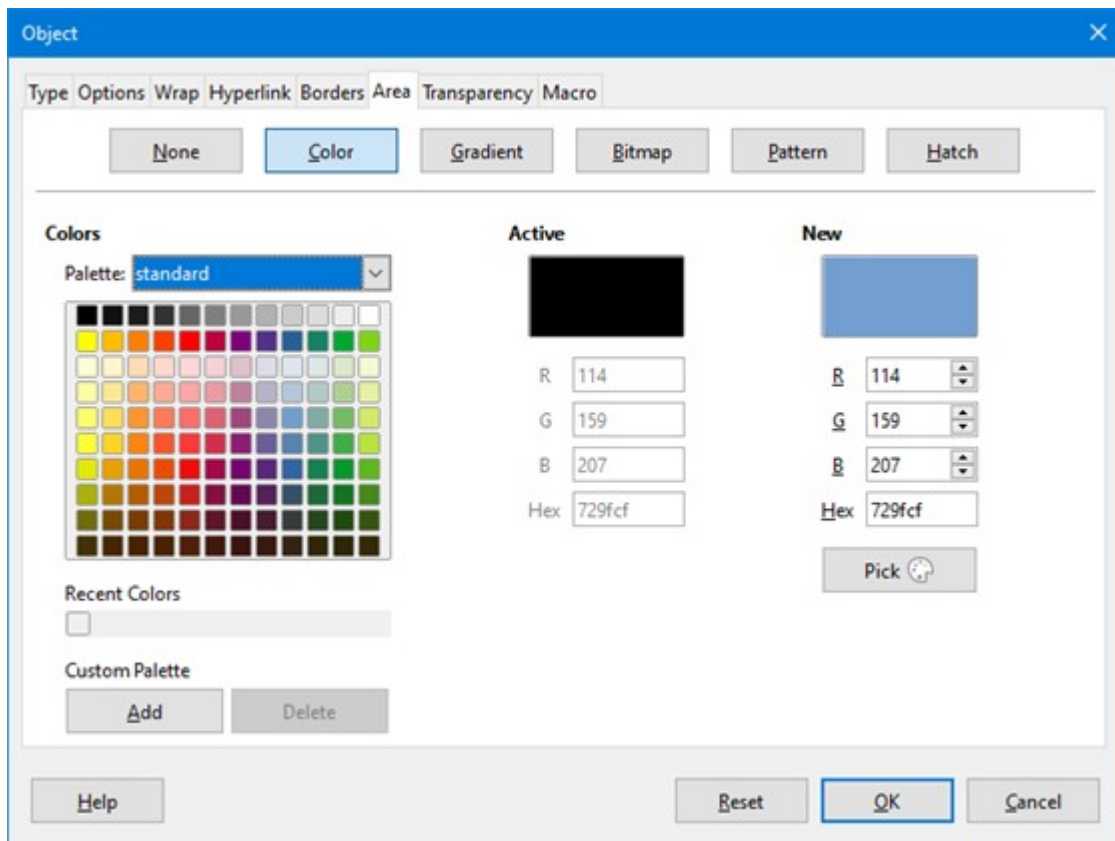 Object
Type Options Wrap Hyperlink Borders Area Transparency Macro
None Color Gradient Bitmap Pattern Hatch
Colors Active New
Palette: standard
R 114 R 114
G 159 G 159
B 207 B 207
Hex 729fcf Hex 729fcf
Pick
Recent Colors
Custom Palette
Add Delete
Help Reset OK Cancel